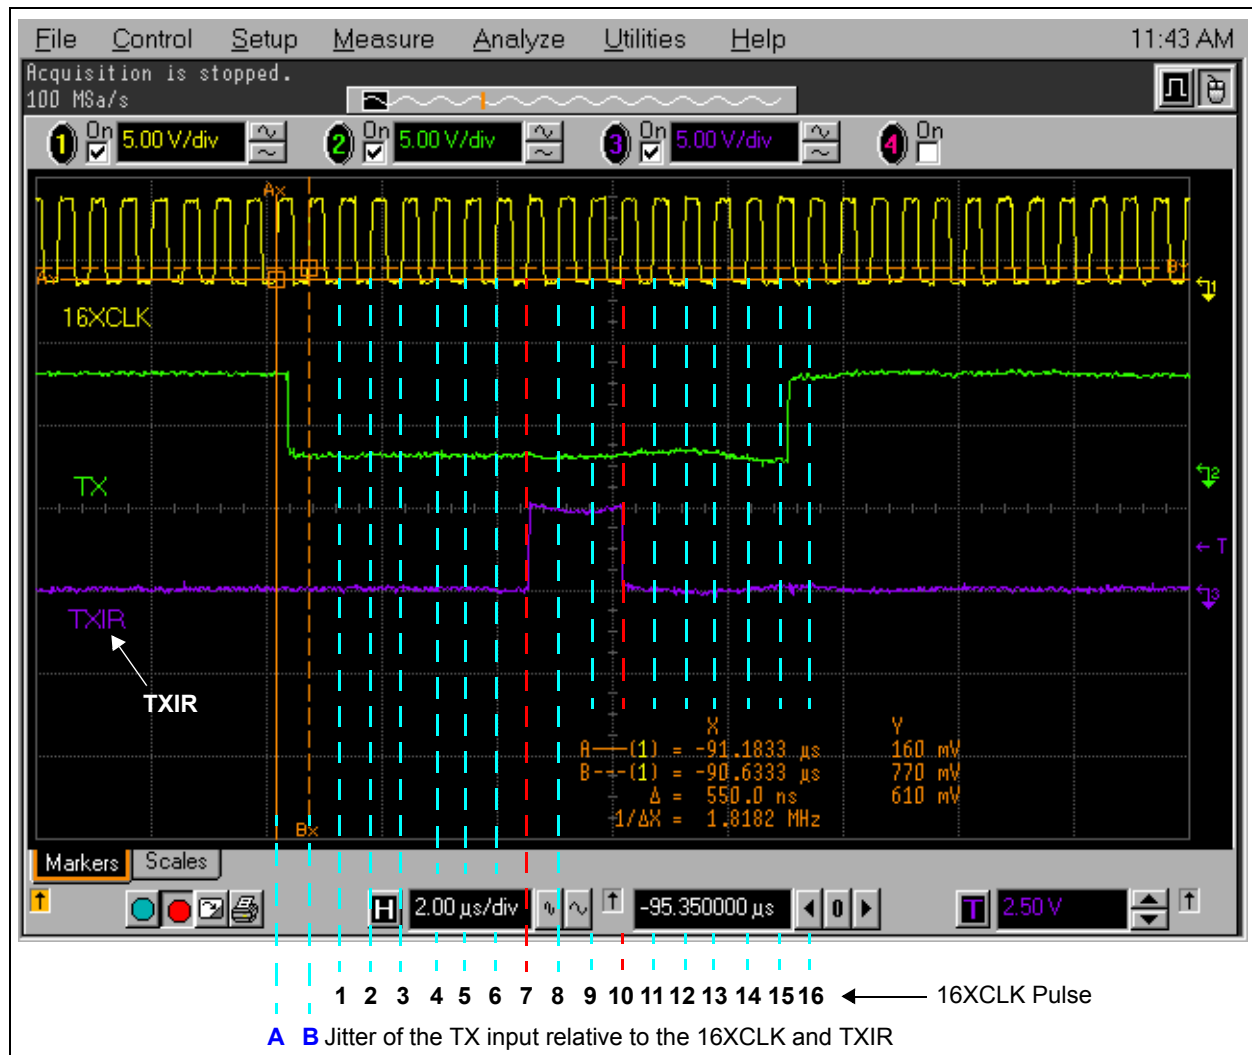 File Control Setup Measure Analyze Utilities Help 11:43 AM
Acquisition is stopped.
100 MSa/s
1 On 5.00 V/div 2 On 5.00 V/div 3 On 5.00 V/div 4 On
Ax
Ax B
1
16XCLK
TX
2
T
TXIR
3
TXIR
X Y
A——(1) = -91.1833 µs 160 mV
B---(1) = -90.6333 µs 770 mV
Δ = 550.0 ns 610 mV
1/ΔX = 1.8182 MHz
Bx
Markers Scales
H 2.00 µs/div -95.350000 µs 0 T 2.50 V
1 2 3 4 5 6 7 8 9 10 11 12 13 14 15 16 16XCLK Pulse
A B Jitter of the TX input relative to the 16XCLK and TXIR